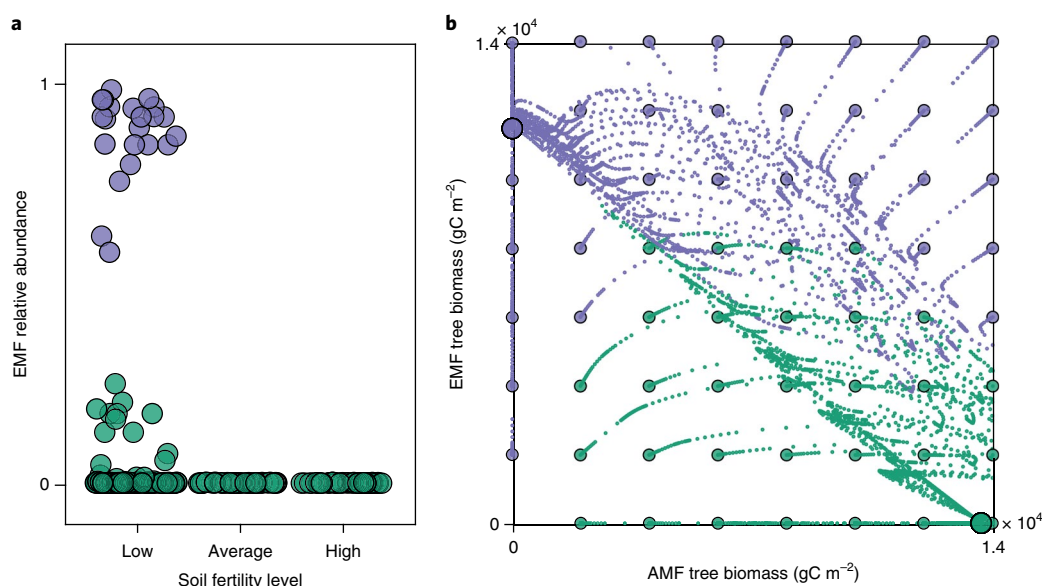 a
EMF relative abundance
1
0
Low
Average
High
Soil fertility level
b
× 10⁴
1.4
EMF tree biomass (gC m⁻²)
0
0
1.4
× 10⁴
AMF tree biomass (gC m⁻²)